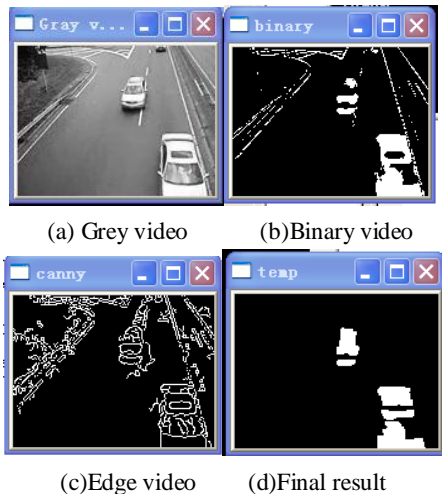 Gray v...
binary
(a) Grey video
(b)Binary video
canny
temp
(c)Edge video
(d)Final result